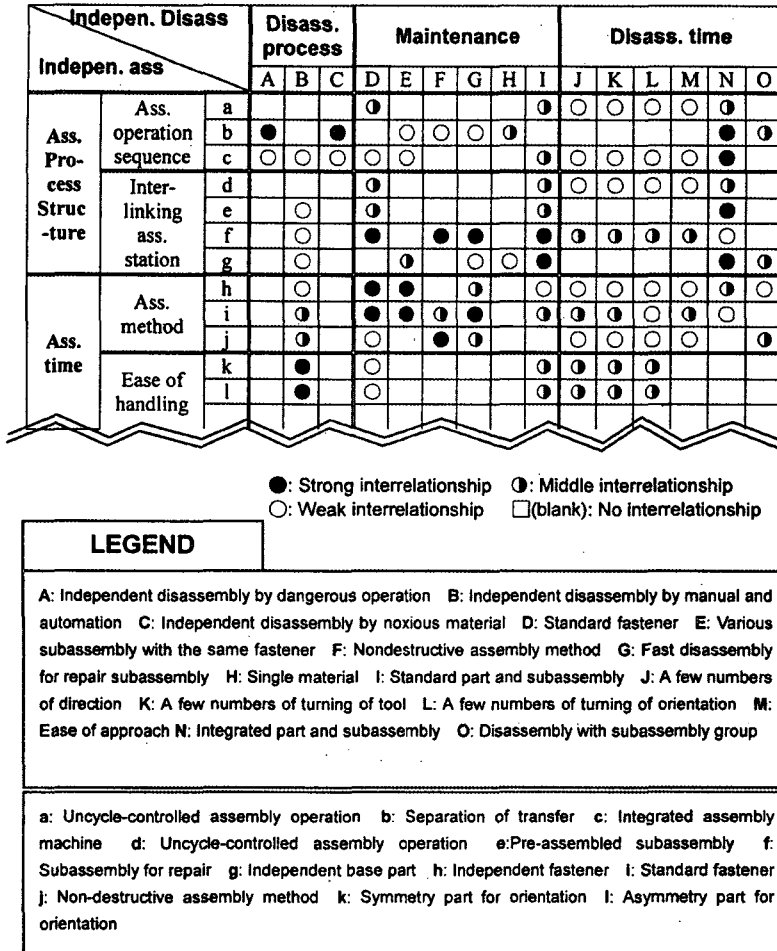 Indepen. Disass
Indepen. ass
Disass. process
Maintenance
Disass. time
A B C D E F G H I J K L M N O
Ass. Pro-cess Struc-ture
Ass. operation sequence
a ◑ ◑ ○ ○ ○ ○ ◑
b ● ● ○ ○ ○ ◑ ● ◑
c ○ ○ ○ ○ ○ ◑ ○ ○ ○ ○ ●
Inter-linking ass. station
d ◑ ◑ ○ ○ ○ ○ ◑
e ○ ◑ ◑ ●
f ○ ● ● ● ● ◑ ◑ ◑ ◑ ○
g ○ ◑ ○ ○ ● ● ◑
Ass. time
Ass. method
h ○ ● ● ◑ ○ ○ ○ ○ ○ ◑ ○
i ◑ ● ● ◑ ● ◑ ◑ ◑ ○ ◑ ○
j ◑ ○ ● ◑ ○ ○ ○ ○ ◑
Ease of handling
k ● ○ ◑ ◑ ◑ ◑
l ● ○ ◑ ◑ ◑ ◑
●: Strong interrelationship ◑: Middle interrelationship
○: Weak interrelationship □(blank): No interrelationship
LEGEND
A: Independent disassembly by dangerous operation B: Independent disassembly by manual and
automation C: Independent disassembly by noxious material D: Standard fastener E: Various
subassembly with the same fastener F: Nondestructive assembly method G: Fast disassembly
for repair subassembly H: Single material I: Standard part and subassembly J: A few numbers
of direction K: A few numbers of turning of tool L: A few numbers of turning of orientation M:
Ease of approach N: Integrated part and subassembly O: Disassembly with subassembly group
a: Uncycle-controlled assembly operation b: Separation of transfer c: Integrated assembly
machine d: Uncycle-controlled assembly operation e:Pre-assembled subassembly f:
Subassembly for repair g: Independent base part h: Independent fastener i: Standard fastener
j: Non-destructive assembly method k: Symmetry part for orientation l: Asymmetry part for
orientation